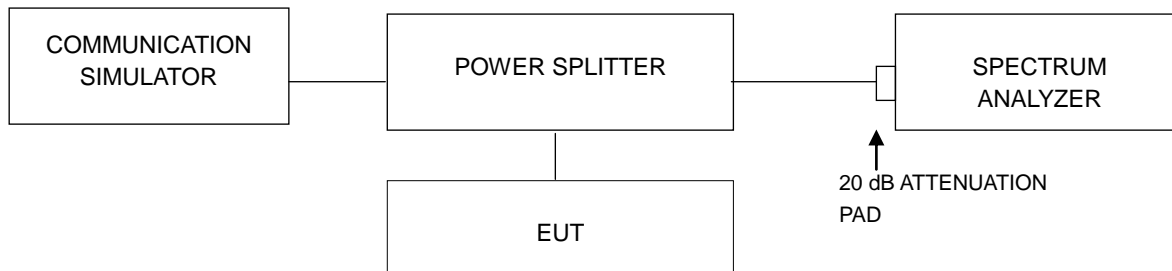 COMMUNICATION
SIMULATOR
POWER SPLITTER
SPECTRUM
ANALYZER
20 dB ATTENUATION
PAD
EUT